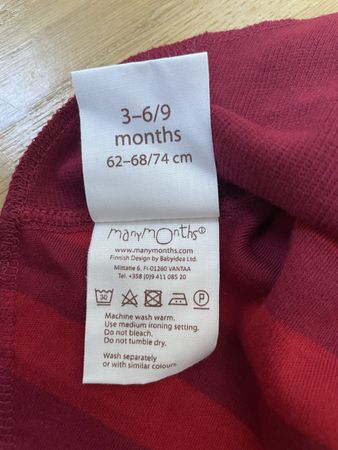 3–6/9
months
62–68/74 cm
manymonths®
www.manymonths.com
Finnish Design by Babyidea Ltd.
Mittatie 6, FI-01260 VANTAA
Tel. +358 (0)9 411 085 20
30 P
Machine wash warm.
Use medium ironing setting.
Do not bleach.
Do not tumble dry.
Wash separately
or with similar colours.